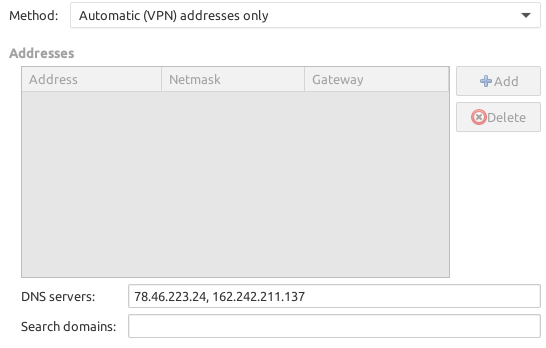 Method: Automatic (VPN) addresses only
Addresses
Address Netmask Gateway
Add
Delete
DNS servers: 78.46.223.24, 162.242.211.137
Search domains: